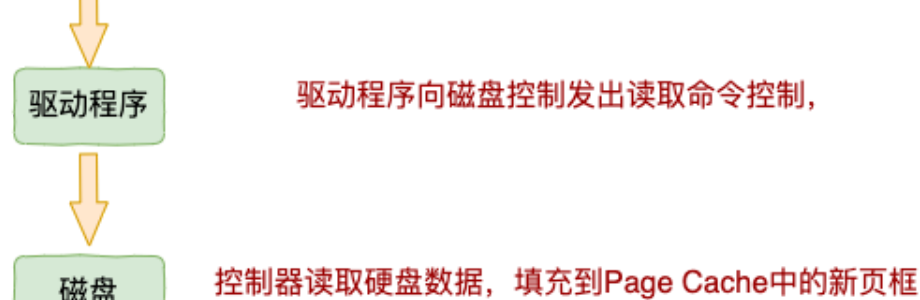 驱动程序
驱动程序向磁盘控制发出读取命令控制，
磁盘
控制器读取硬盘数据，填充到Page Cache中的新页框